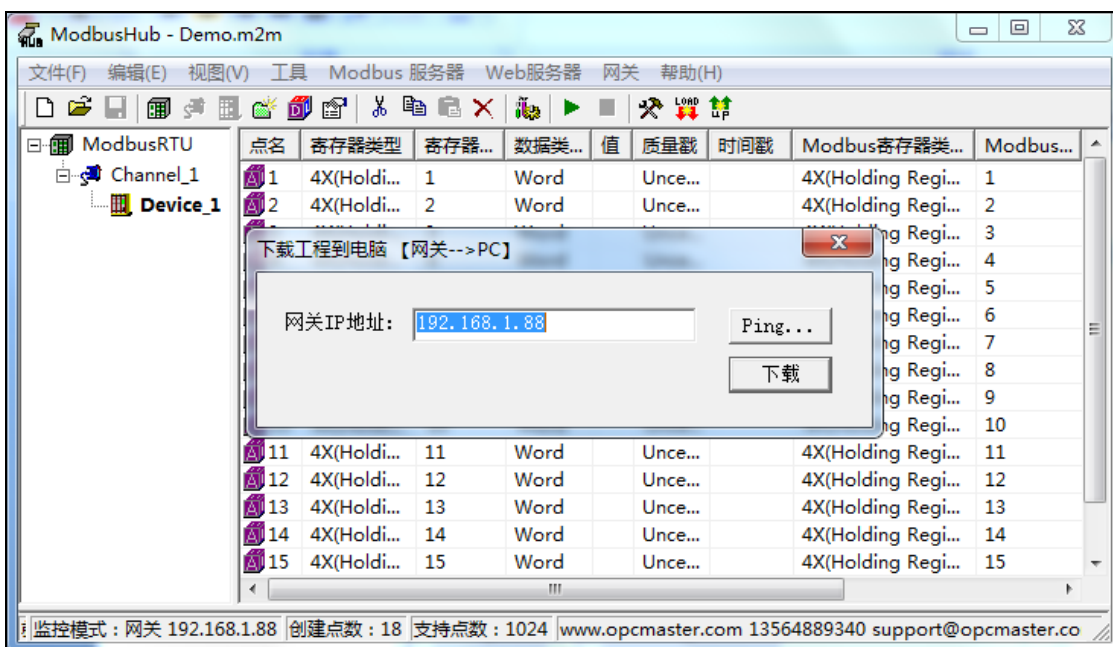 ModbusHub - Demo.m2m
文件(F) 编辑(E) 视图(V) 工具 Modbus 服务器 Web服务器 网关 帮助(H)
LOAD UP
ModbusRTU
Channel_1
Device_1
点名 寄存器类型 寄存器... 数据类... 值 质量戳 时间戳 Modbus寄存器类... Modbus...
1 4X(Holdi... 1 Word Unce... 4X(Holding Regi... 1
2 4X(Holdi... 2 Word Unce... 4X(Holding Regi... 2
ng Regi... 3
ng Regi... 4
ng Regi... 5
ng Regi... 6
ng Regi... 7
ng Regi... 8
ng Regi... 9
ng Regi... 10
下载工程到电脑 【网关-->PC】
网关IP地址: 192.168.1.88
Ping...
下载
11 4X(Holdi... 11 Word Unce... 4X(Holding Regi... 11
12 4X(Holdi... 12 Word Unce... 4X(Holding Regi... 12
13 4X(Holdi... 13 Word Unce... 4X(Holding Regi... 13
14 4X(Holdi... 14 Word Unce... 4X(Holding Regi... 14
15 4X(Holdi... 15 Word Unce... 4X(Holding Regi... 15
监控模式：网关 192.168.1.88 创建点数：18 支持点数：1024 www.opcmaster.com 13564889340 support@opcmaster.co